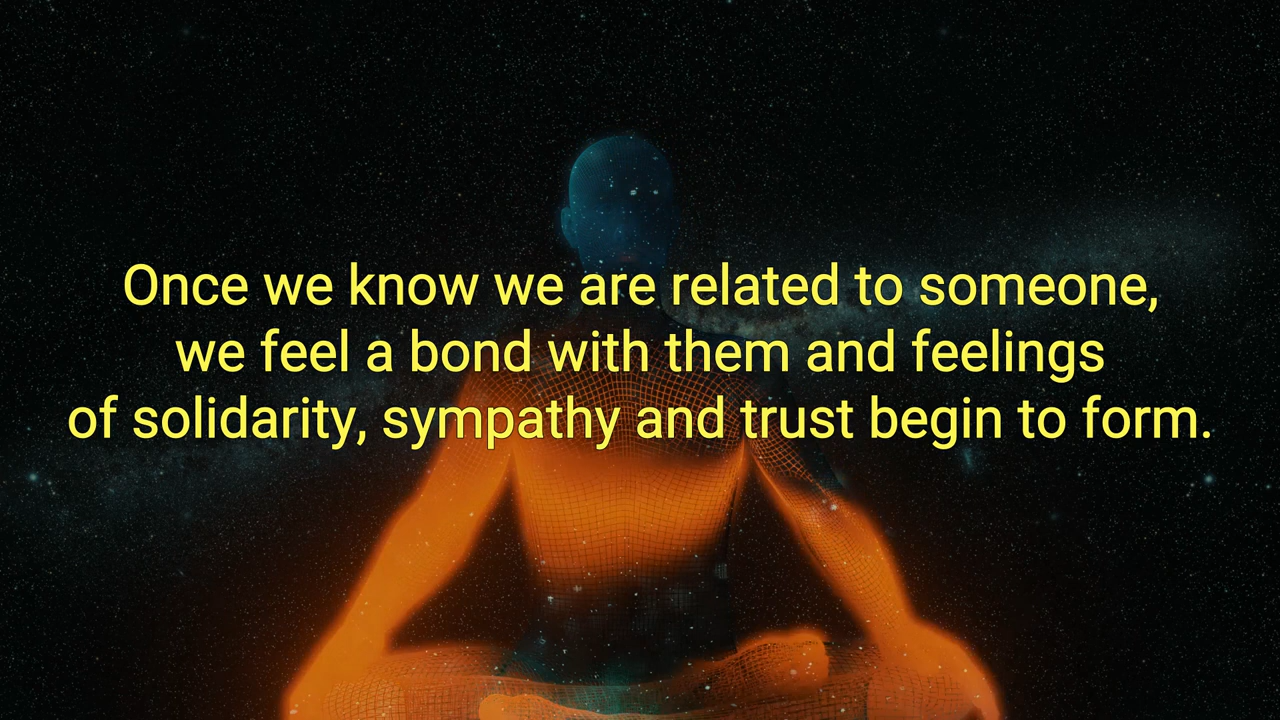 Once we know we are related to someone,
we feel a bond with them and feelings
of solidarity, sympathy and trust begin to form.